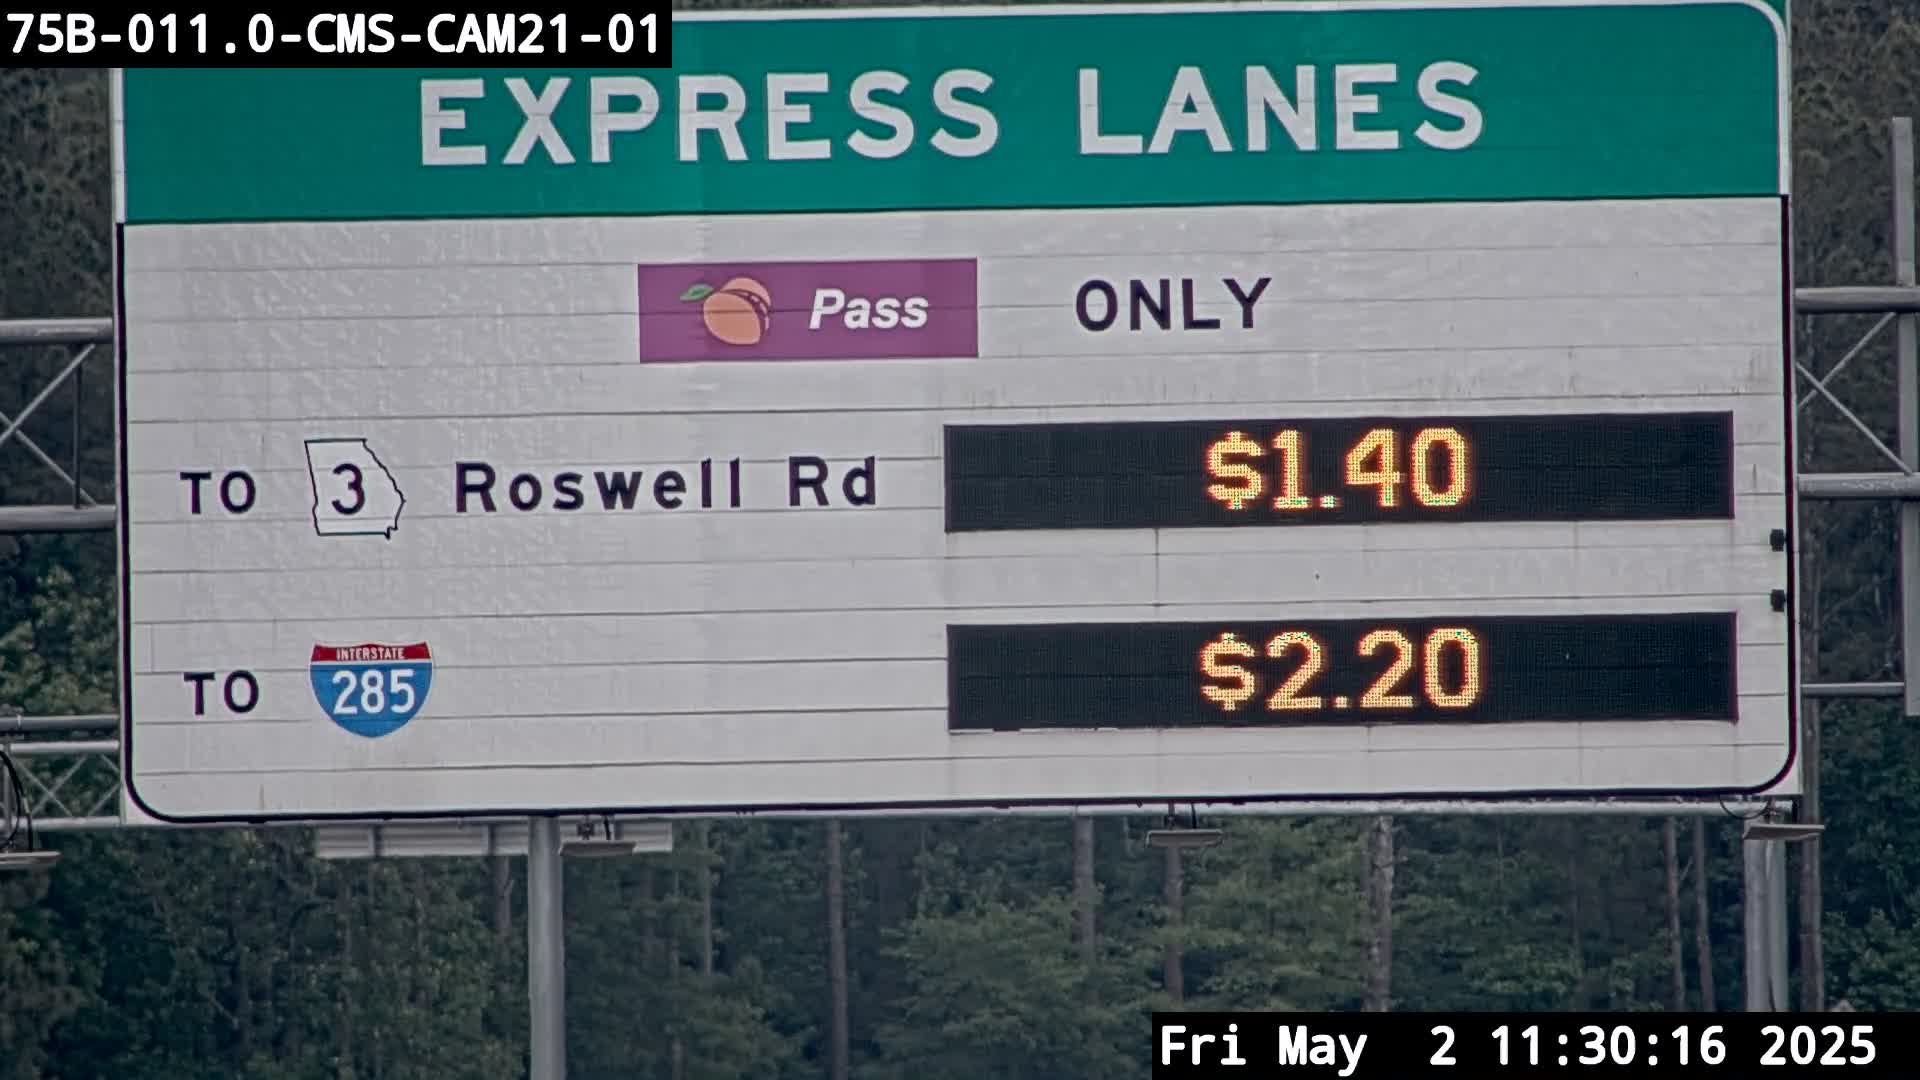 75B-011.0-CMS-CAM21-01
EXPRESS LANES
Pass ONLY
TO 3 Roswell Rd $1.40
TO INTERSTATE 285 $2.20
Fri May 2 11:30:16 2025